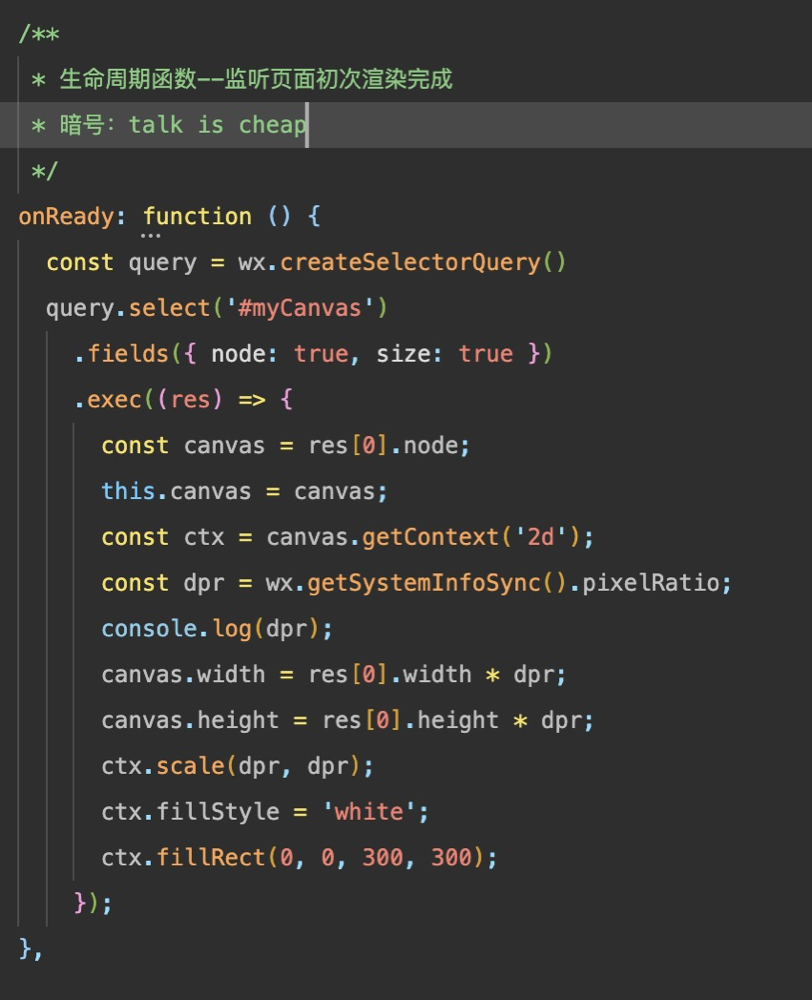 /**
* 生命周期函数--监听页面初次渲染完成
* 暗号：talk is cheap
*/
onReady: function () {
const query = wx.createSelectorQuery()
query.select('#myCanvas')
.fields({ node: true, size: true })
.exec((res) => {
const canvas = res[0].node;
this.canvas = canvas;
const ctx = canvas.getContext('2d');
const dpr = wx.getSystemInfoSync().pixelRatio;
console.log(dpr);
canvas.width = res[0].width * dpr;
canvas.height = res[0].height * dpr;
ctx.scale(dpr, dpr);
ctx.fillStyle = 'white';
ctx.fillRect(0, 0, 300, 300);
});
},